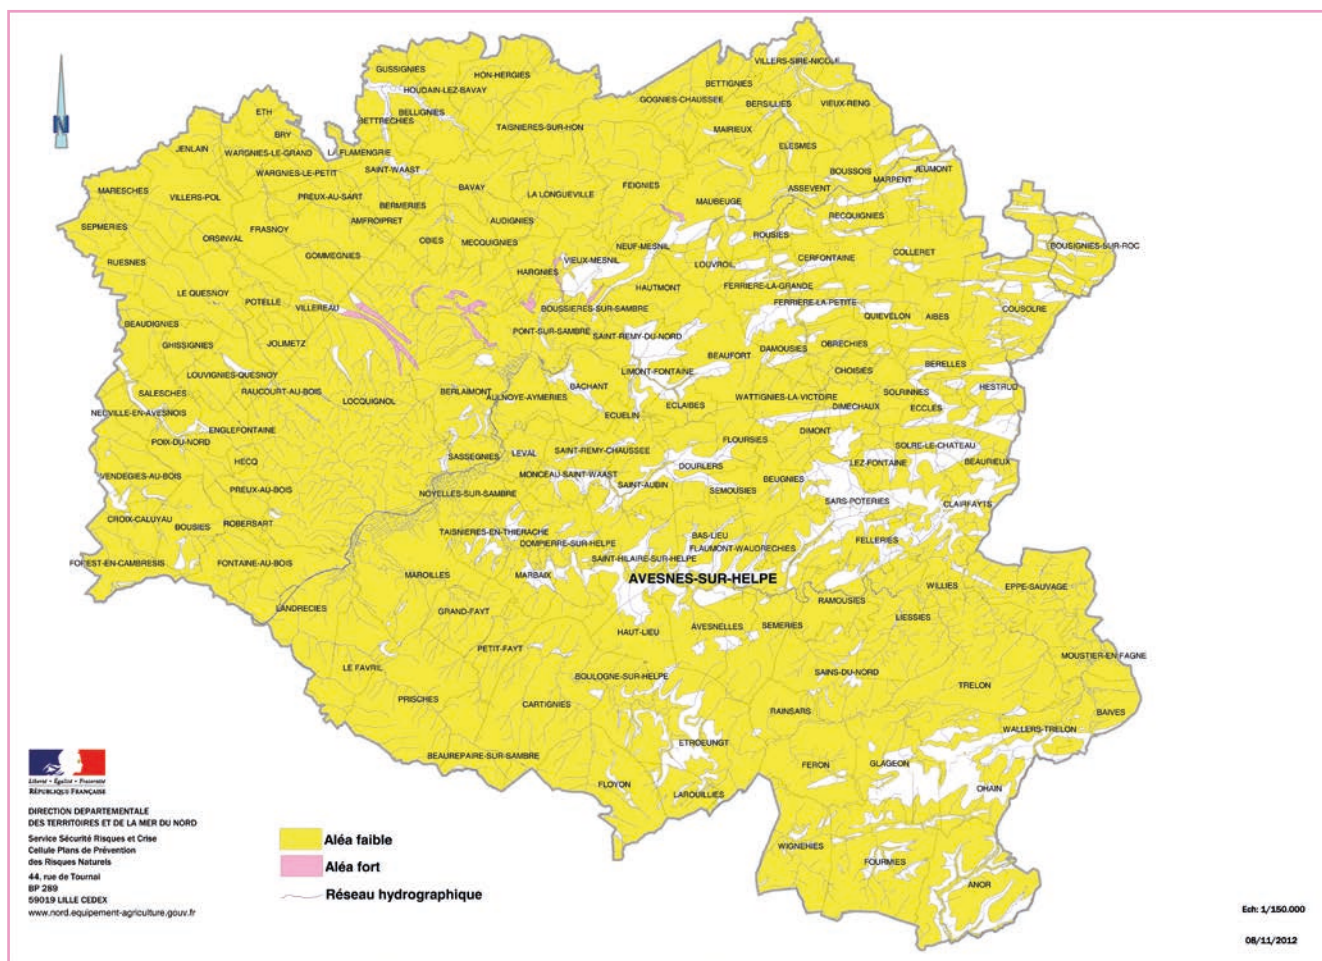 N
VILLERS-SIRE-NICOLE
GUSSIGNIES
HON-HERGIES
BETTIGNIES
HOUDAIN-LEZ-BAVAY
GOGNIES-CHAUSSEE
BERSILLIES
VIEUX-RENG
ETH
BELLIGNIES
BETTRECHIES
TAISNIERES-SUR-HON
MAIRIEUX
BRY
ELESMES
JENLAIN
WARGNIES-LE-GRAND
LA FLAMENGRIE
WARGNIES-LE-PETIT
SAINT-WAAST
BOUSSOIS
JEUMONT
MARPENT
MARESCHES
VILLERS-POL
PREUX-AU-SART
BAVAY
LA LONGUEVILLE
FEIGNIES
ASSEVENT
BERMERIES
MAUBEUGE
SEPMERIES
AMFROIPRET
AUDIGNIES
RECQUIGNIES
FRASNOY
ORSINVAL
OBIES
MECQUIGNIES
ROUSIES
NEUF-MESNIL
BOUSIGNIES-SUR-ROC
RUESNES
GOMMEGNIES
VIEUX-MESNIL
LOUVROIL
CERFONTAINE
COLLERET
HARGNIES
LE QUESNOY
POTELLE
VILLEREAU
HAUTMONT
FERRIERE-LA-GRANDE
FERRIERE-LA-PETITE
BOUSSIERES-SUR-SAMBRE
COUSOLRE
BEAUDIGNIES
QUIEVELON
AIBES
PONT-SUR-SAMBRE
SAINT-REMY-DU-NORD
GHISSIGNIES
JOLIMETZ
DAMOUSIES
OBRECHIES
BEAUFORT
LOUVIGNIES-QUESNOY
LIMONT-FONTAINE
CHOISIES
BERELLES
SALESCHES
RAUCOURT-AU-BOIS
LOCQUIGNOL
BERLAIMONT
AULNOYE-AYMERIES
BACHANT
ECLAIBES
WATTIGNIES-LA-VICTOIRE
SOLRINNES
HESTRUD
NEUVILLE-EN-AVESNOIS
ECUELIN
DIMECHAUX
ECCLES
ENGLEFONTAINE
DIMONT
POIX-DU-NORD
FLOURSIES
SOLRE-LE-CHATEAU
HECQ
SASSEGNIES
LEVAL
SAINT-REMY-CHAUSSEE
LEZ-FONTAINE
BEAURIEUX
VENDEGIES-AU-BOIS
MONCEAU-SAINT-WAAST
DOURLERS
BEUGNIES
PREUX-AU-BOIS
NOYELLES-SUR-SAMBRE
SAINT-AUBIN
SEMOUSIES
SARS-POTERIES
CLAIRFAYTS
CROIX-CALUYAU
BOUSIES
ROBERSART
TAISNIERES-EN-THIERACHE
DOMPIERRE-SUR-HELPE
BAS-LIEU
FELLERIES
FLAUMONT-WAUDRECHIES
FOREST-EN-CAMBRESIS
FONTAINE-AU-BOIS
SAINT-HILAIRE-SUR-HELPE
MAROILLES
MARBAIX
AVESNES-SUR-HELPE
WILLIES
EPPE-SAUVAGE
LANDRECIES
GRAND-FAYT
RAMOUSIES
LIESSIES
HAUT-LIEU
AVESNELLES
SEMERIES
PETIT-FAYT
MOUSTIER-EN-FAGNE
LE FAVRIL
BOULOGNE-SUR-HELPE
SAINS-DU-NORD
TRELON
PRISCHES
CARTIGNIES
RAINSARS
BAIVES
WALLERS-TRELON
ETROEUNGT
BEAUREPAIRE-SUR-SAMBRE
FERON
GLAGEON
FLOYON
LAROUILLIES
OHAIN
WIGNEHIES
FOURMIES
ANOR
Liberté • Égalité • Fraternité
RÉPUBLIQUE FRANÇAISE
DIRECTION DEPARTEMENTALE
DES TERRITOIRES ET DE LA MER DU NORD
Service Sécurité Risques et Crise
Cellule Plans de Prévention
des Risques Naturels
44, rue de Tournai
BP 289
59019 LILLE CEDEX
www.nord.equipement-agriculture.gouv.fr
Aléa faible
Aléa fort
Réseau hydrographique
Ech: 1/150.000
08/11/2012